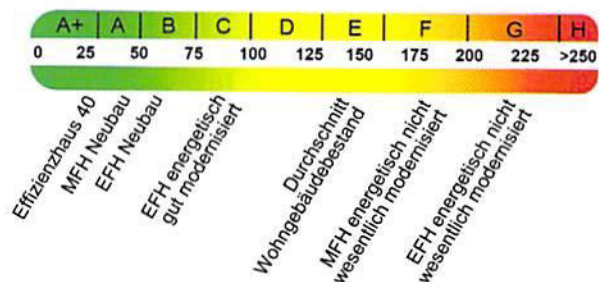 A+ A B C D E F G H
0 25 50 75 100 125 150 175 200 225 >250
Effizienzhaus 40
MFH Neubau
EFH Neubau
EFH energetisch
gut modernisiert
Durchschnitt
Wohngebäudebestand
MFH energetisch nicht
wesentlich modernisiert
EFH energetisch nicht
wesentlich modernisiert